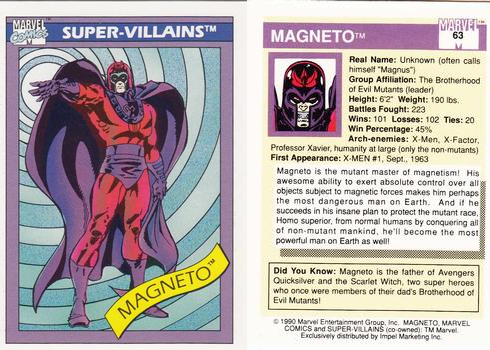 MARVEL
COMICS
SUPER-VILLAINS™
MAGNETO™
MAGNETO™
MARVEL
63
Real Name: Unknown (often calls
himself "Magnus")
Group Affiliation: The Brotherhood
of Evil Mutants (leader)
Height: 6'2" Weight: 190 lbs.
Battles Fought: 223
Wins: 101 Losses: 102 Ties: 20
Win Percentage: 45%
Arch-enemies: X-Men, X-Factor,
Professor Xavier, humanity at large (only the non-mutants)
First Appearance: X-MEN #1, Sept., 1963
Magneto is the mutant master of magnetism! His
awesome ability to exert absolute control over all
objects subject to magnetic forces makes him perhaps
the most dangerous man on Earth. And if he
succeeds in his insane plan to protect the mutant race,
Homo superior, from normal humans by conquering all
of non-mutant mankind, he'll become the most
powerful man on Earth as well!
Did You Know: Magneto is the father of Avengers
Quicksilver and the Scarlet Witch, two super heroes
who were members of their dad's Brotherhood of
Evil Mutants!
© 1990 Marvel Entertainment Group, Inc. MAGNETO, MARVEL
COMICS and SUPER-VILLAINS (co-owned): TM Marvel.
Exclusively distributed by Impel Marketing Inc.